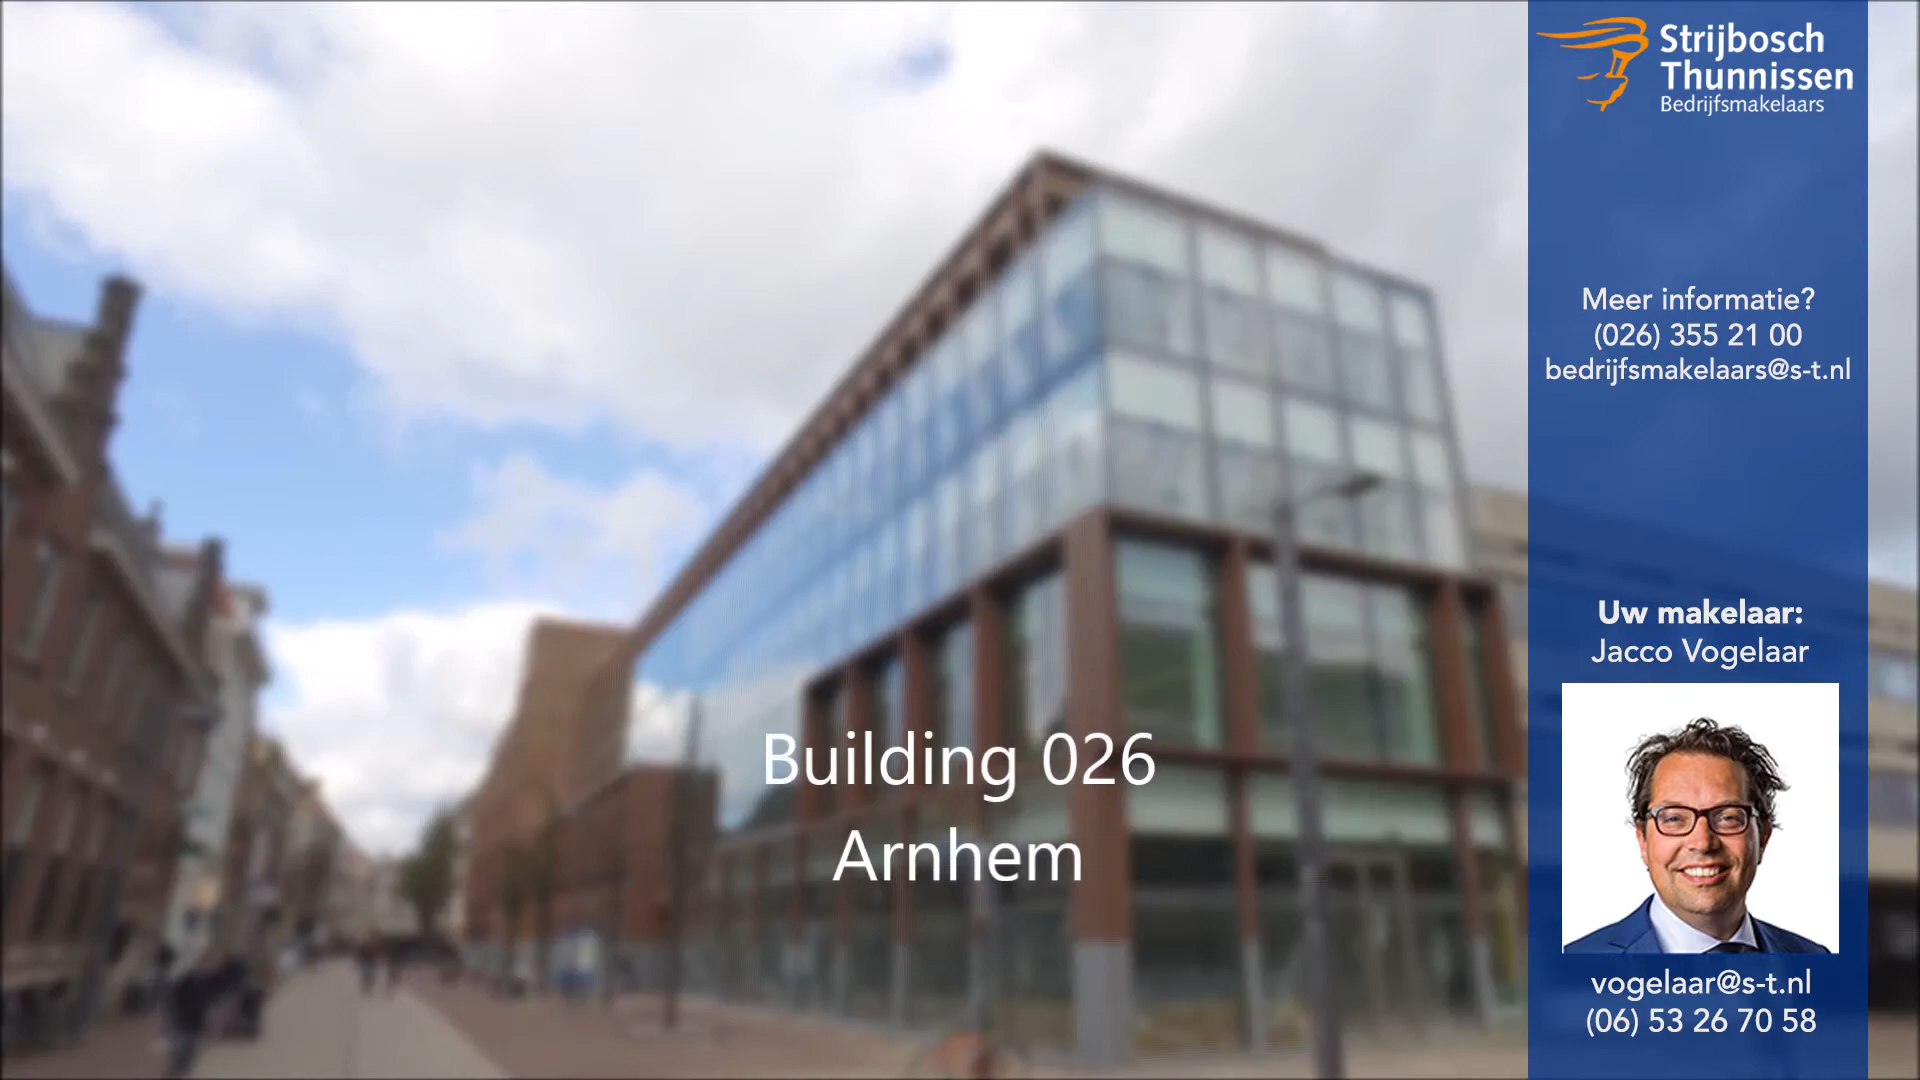 Strijbosch
Thunnissen
Bedrijfsmakelaars
Meer informatie?
(026) 355 21 00
bedrijfsmakelaars@s-t.nl
Building 026
Arnhem
Uw makelaar:
Jacco Vogelaar
vogelaar@s-t.nl
(06) 53 26 70 58